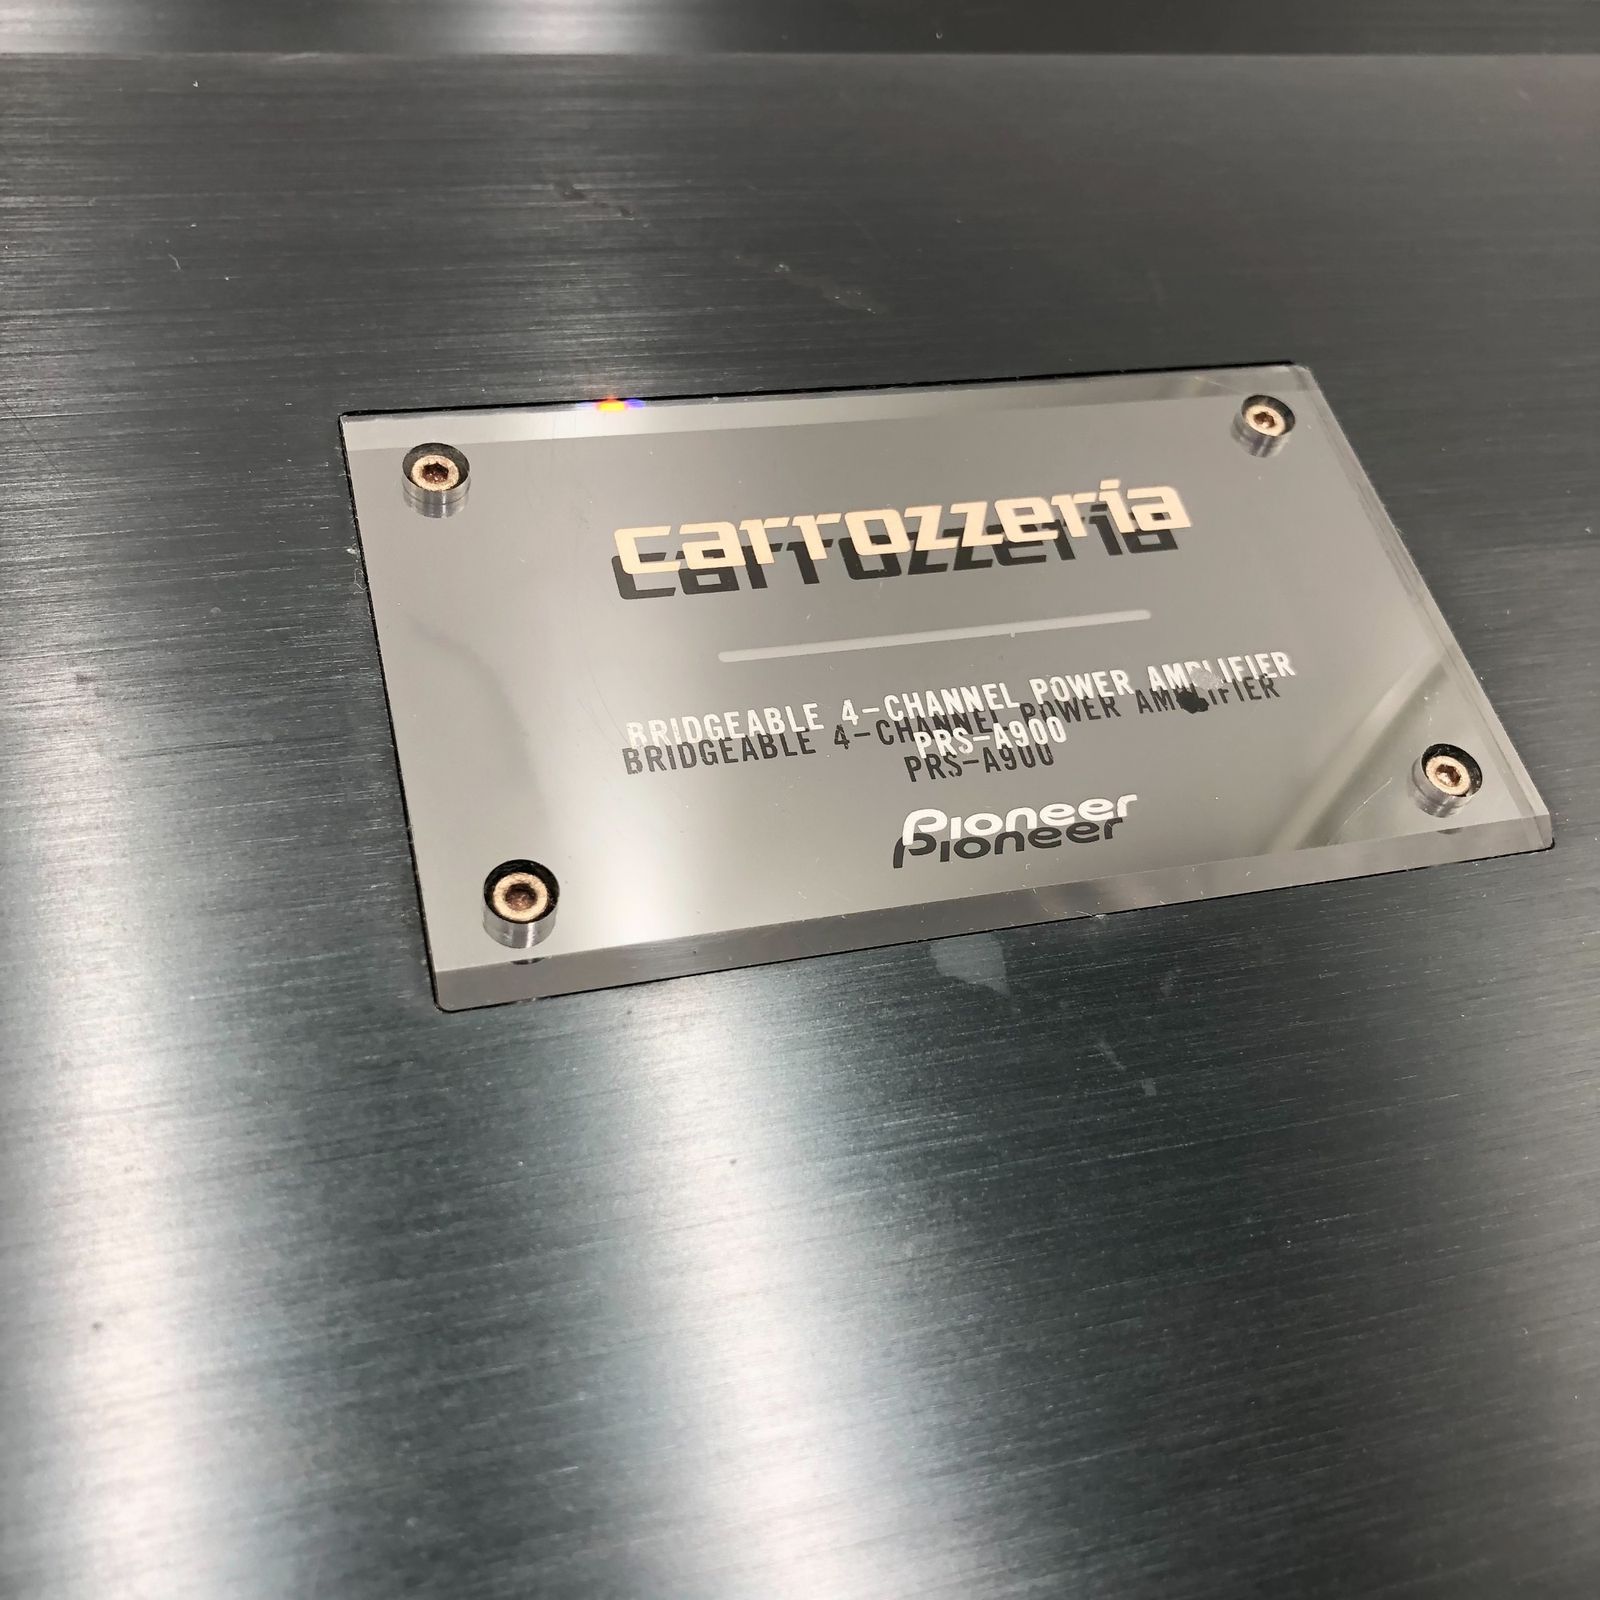 carrozzeria
BRIDGEABLE 4-CHANNEL POWER AMPLIFIER
PRS-A900
Pioneer